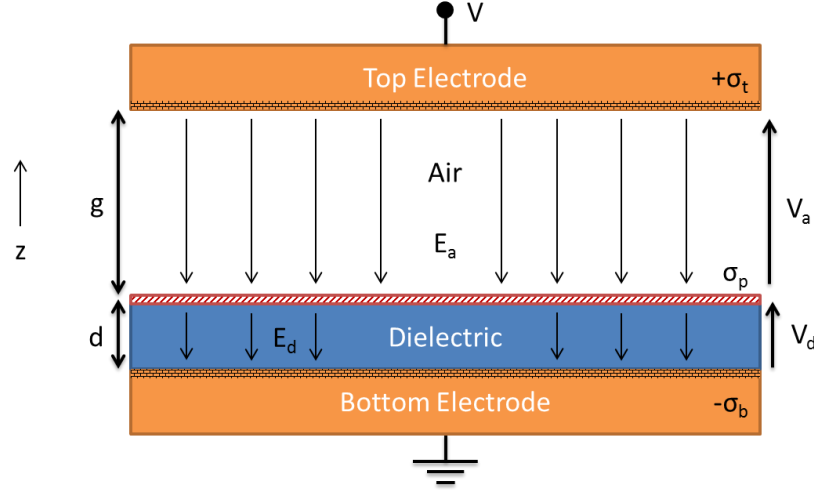 V
Top Electrode
+σt
g
Air
z
Ea
Va
σp
d
Ed
Dielectric
Vd
Bottom Electrode
-σb